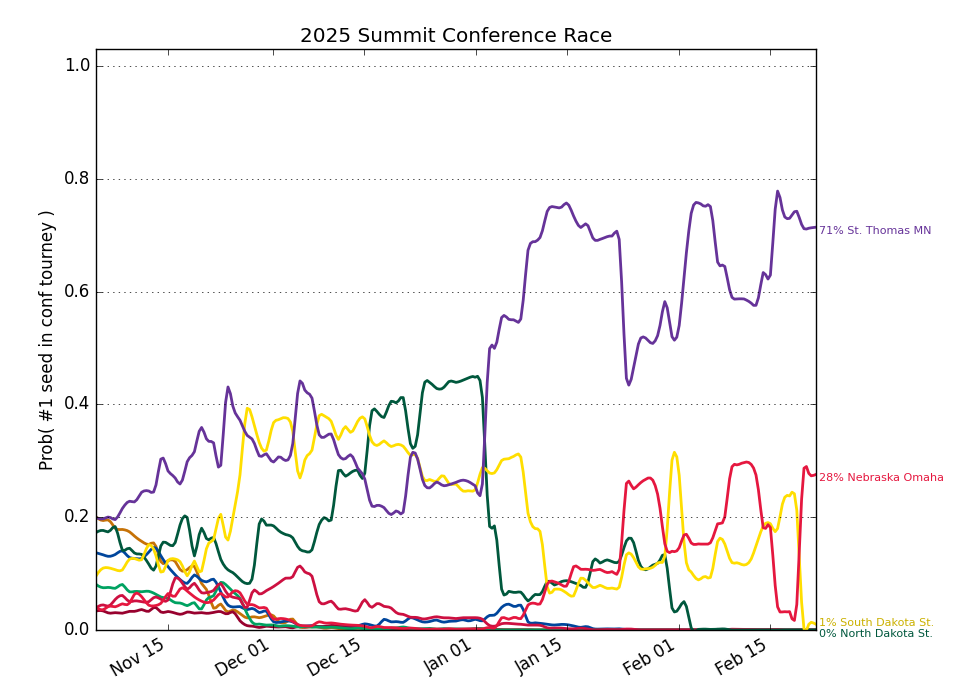 2025 Summit Conference Race
Prob( #1 seed in conf tourney )
1.0
0.8
0.6
0.4
0.2
0.0
Nov 15
Dec 01
Dec 15
Jan 01
Jan 15
Feb 01
Feb 15
71% St. Thomas MN
28% Nebraska Omaha
1% South Dakota St.
0% North Dakota St.